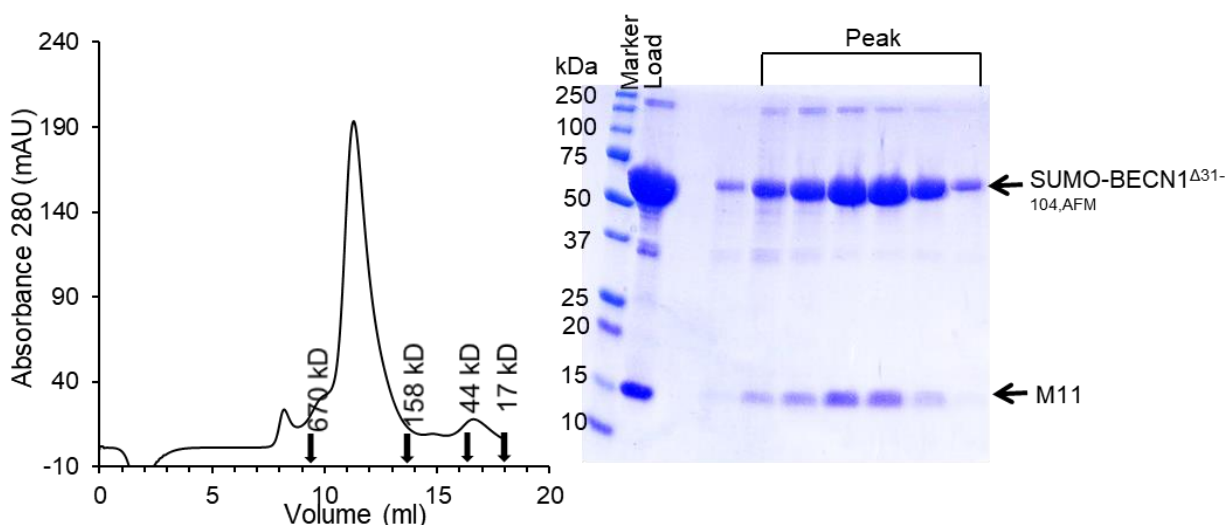 240
190
140
90
40
-10
Absorbance 280 (mAU)
670 kD
158 kD
44 kD
17 kD
0
5
10
15
20
Volume (ml)
kDa
Marker
Load
Peak
250
100
75
50
37
25
20
15
10
SUMO-BECN1Δ31-
104,AFM
M11